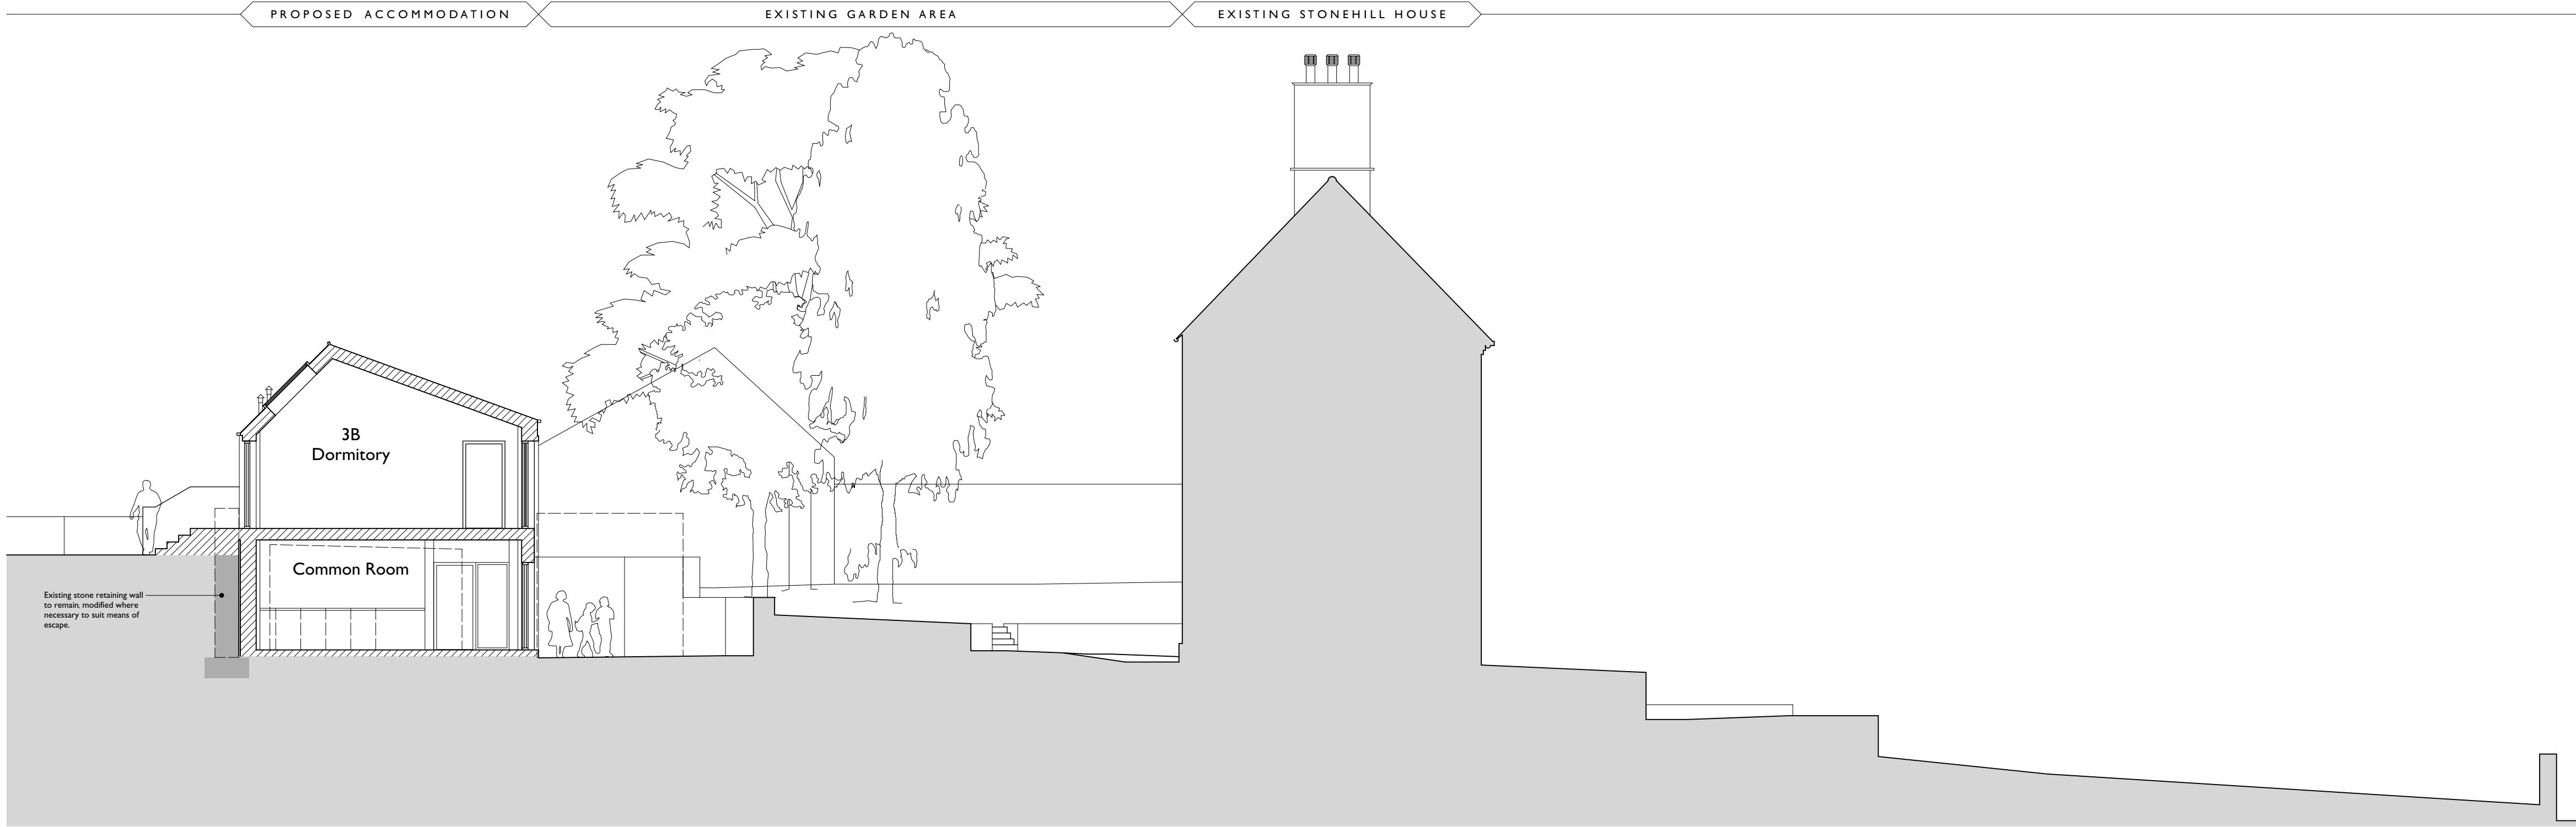 PROPOSED ACCOMMODATION
EXISTING GARDEN AREA
EXISTING STONEHILL HOUSE
3B
Dormitory
Common Room
Existing stone retaining wall
to remain, modified where
necessary to suit means of
escape.